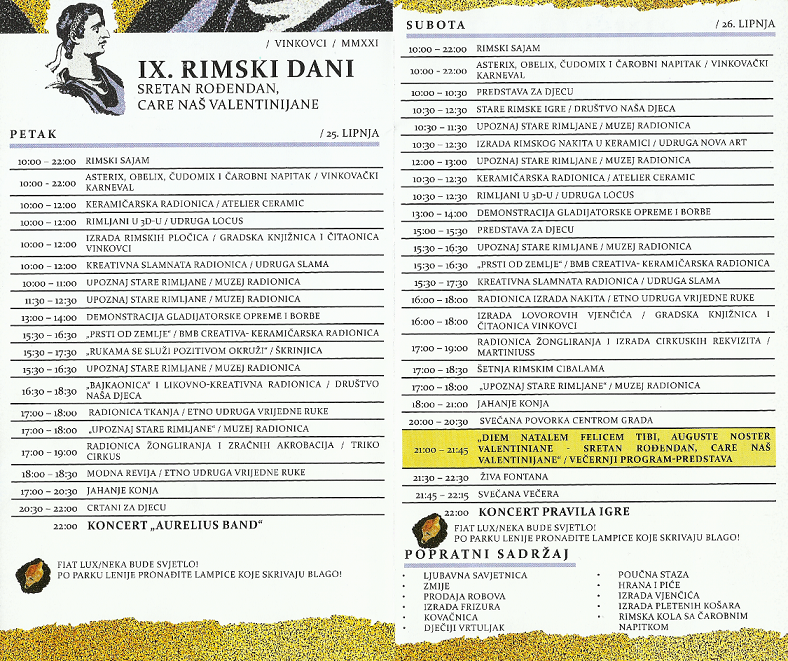 / VINKOVCI / MMXXI
IX. RIMSKI DANI
SRETAN ROĐENDAN,
CARE NAŠ VALENTINIJANE
PETAK / 25. LIPNJA
10:00 – 22:00 RIMSKI SAJAM
10:00 - 22:00 ASTERIX, OBELIX, ČUDOMIX I ČAROBNI NAPITAK / VINKOVAČKI
KARNEVAL
10:00 – 12:00 KERAMIČARSKA RADIONICA / ATELIER CERAMIC
10:00 – 12:00 RIMLJANI U 3D-U / UDRUGA LOCUS
10:00 – 12:00 IZRADA RIMSKIH PLOČICA / GRADSKA KNJIŽNICA I ČITAONICA
VINKOVCI
10:00 – 12:00 KREATIVNA SLAMNATA RADIONICA / UDRUGA SLAMA
10:00 – 11:00 UPOZNAJ STARE RIMLJANE / MUZEJ RADIONICA
11:30 – 12:30 UPOZNAJ STARE RIMLJANE / MUZEJ RADIONICA
13:00 – 14:00 DEMONSTRACIJA GLADIJATORSKE OPREME I BORBE
15:30 – 16:30 „PRSTI OD ZEMLJE“ / BMB CREATIVA- KERAMIČARSKA RADIONICA
15:30 – 17:30 „RUKAMA SE SLUŽI POZITIVOM OKRUŽI“ / ŠKRINJICA
15:30 – 16:30 UPOZNAJ STARE RIMLJANE / MUZEJ RADIONICA
16:30 – 18:30 „BAJKAONICA“ I LIKOVNO-KREATIVNA RADIONICA / DRUŠTVO
NAŠA DJECA
17:00 – 18:00 RADIONICA TKANJA / ETNO UDRUGA VRIJEDNE RUKE
17:00 – 18:00 „UPOZNAJ STARE RIMLJANE“ / MUZEJ RADIONICA
17:00 – 19:00 RADIONICA ŽONGLIRANJA I ZRAČNIH AKROBACIJA / TRIKO
CIRKUS
18:00 – 18:30 MODNA REVIJA / ETNO UDRUGA VRIJEDNE RUKE
17:00 – 20:30 JAHANJE KONJA
20:30 – 22:00 CRTANI ZA DJECU
22:00 KONCERT „AURELIUS BAND“
FIAT LUX/NEKA BUDE SVJETLO!
PO PARKU LENIJE PRONAĐITE LAMPICE KOJE SKRIVAJU BLAGO!
SUBOTA / 26. LIPNJA
10:00 – 22:00 RIMSKI SAJAM
10:00 - 22:00 ASTERIX, OBELIX, ČUDOMIX I ČAROBNI NAPITAK / VINKOVAČKI
KARNEVAL
10:00 – 10:30 PREDSTAVA ZA DJECU
10:30 – 12:30 STARE RIMSKE IGRE / DRUŠTVO NAŠA DJECA
10:30 – 11:30 UPOZNAJ STARE RIMLJANE / MUZEJ RADIONICA
10:30 – 12:30 IZRADA RIMSKOG NAKITA U KERAMICI / UDRUGA NOVA ART
12:00 – 13:00 UPOZNAJ STARE RIMLJANE / MUZEJ RADIONICA
10:30 – 12:30 KERAMIČARSKA RADIONICA / ATELIER CERAMIC
10:30 – 12:30 RIMLJANI U 3D-U / UDRUGA LOCUS
13:00 – 14:00 DEMONSTRACIJA GLADIJATORSKE OPREME I BORBE
15:00 – 15:30 PREDSTAVA ZA DJECU
15:30 – 16:30 UPOZNAJ STARE RIMLJANE / MUZEJ RADIONICA
15:30 – 16:30 „PRSTI OD ZEMLJE“ / BMB CREATIVA- KERAMIČARSKA RADIONICA
15:30 – 17:30 KREATIVNA SLAMNATA RADIONICA / UDRUGA SLAMA
16:00 – 18:00 RADIONICA IZRADA NAKITA / ETNO UDRUGA VRIJEDNE RUKE
16:00 – 18:00 IZRADA LOVOROVIH VJENČIĆA / GRADSKA KNJIŽNICA I
ČITAONICA VINKOVCI
17:00 – 19:00 RADIONICA ŽONGLIRANJA I IZRADA CIRKUSKIH REKVIZITA /
MARTINIUSS
17:00 – 18:30 ŠETNJA RIMSKIM CIBALAMA
17:00 – 18:00 „UPOZNAJ STARE RIMLJANE“ / MUZEJ RADIONICA
18:00 – 21:00 JAHANJE KONJA
20:00 – 20:30 SVEČANA POVORKA CENTROM GRADA
21:00 – 21:45 „DIEM NATALEM FELICEM TIBI, AUGUSTE NOSTER
VALENTINIANE - SRETAN ROĐENDAN, CARE NAŠ
VALENTINIJANE“ / VEČERNJI PROGRAM-PREDSTAVA
21:30 – 22:30 ŽIVA FONTANA
21:45 – 22:15 SVEČANA VEČERA
22:00 KONCERT PRAVILA IGRE
FIAT LUX/NEKA BUDE SVJETLO!
PO PARKU LENIJE PRONAĐITE LAMPICE KOJE SKRIVAJU BLAGO!
POPRATNI SADRŽAJ
• LJUBAVNA SAVJETNICA
• ZMIJE
• PRODAJA ROBOVA
• IZRADA FRIZURA
• KOVAČNICA
• DJEČIJI VRTULJAK
• POUČNA STAZA
• HRANA I PIĆE
• IZRADA VJENČIĆA
• IZRADA PLETENIH KOŠARA
• RIMSKA KOLA SA ČAROBNIM
NAPITKOM